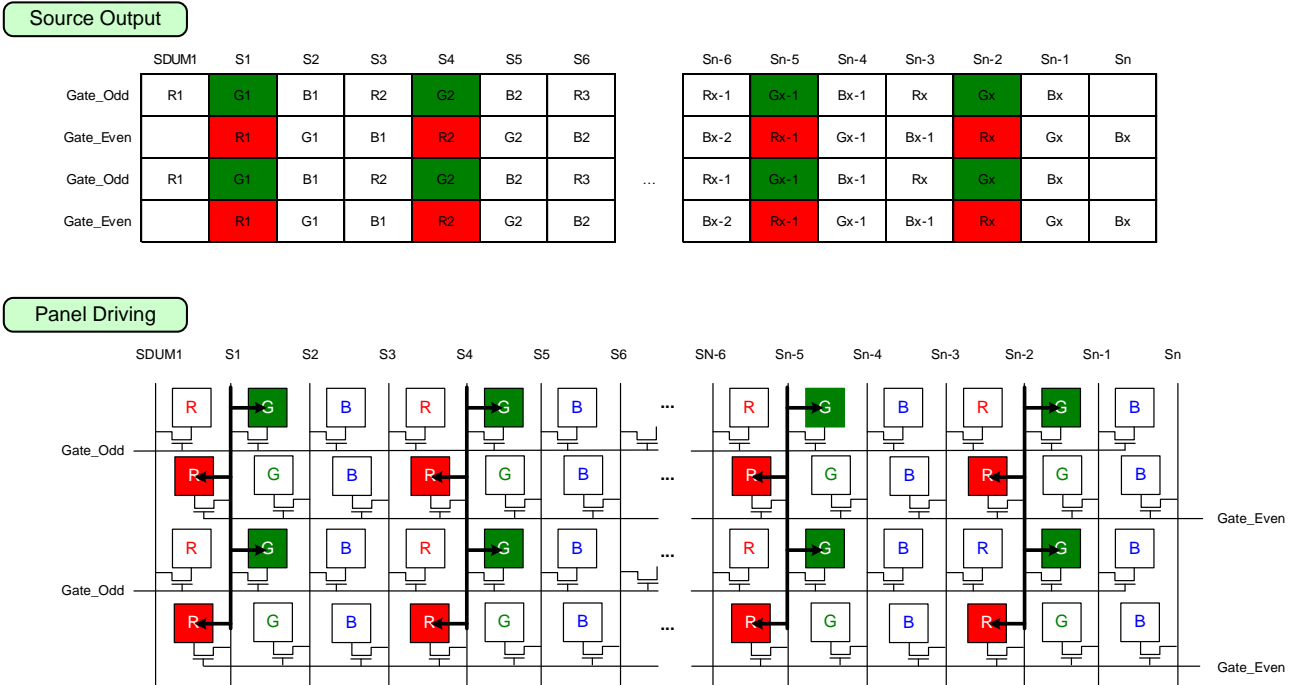 Source Output
SDUM1 S1 S2 S3 S4 S5 S6 Sn-6 Sn-5 Sn-4 Sn-3 Sn-2 Sn-1 Sn
Gate_Odd R1 G1 B1 R2 G2 B2 R3 Rx-1 Gx-1 Bx-1 Rx Gx Bx
Gate_Even R1 G1 B1 R2 G2 B2 Bx-2 Rx-1 Gx-1 Bx-1 Rx Gx Bx
Gate_Odd R1 G1 B1 R2 G2 B2 R3 ... Rx-1 Gx-1 Bx-1 Rx Gx Bx
Gate_Even R1 G1 B1 R2 G2 B2 Bx-2 Rx-1 Gx-1 Bx-1 Rx Gx Bx
Panel Driving
SDUM1 S1 S2 S3 S4 S5 S6 SN-6 Sn-5 Sn-4 Sn-3 Sn-2 Sn-1 Sn
R G B R G B ... R G B R G B
Gate_Odd
R G B R G B ... R G B R G B
Gate_Even
R G B R G B ... R G B R G B
Gate_Odd
R G B R G B ... R G B R G B
Gate_Even